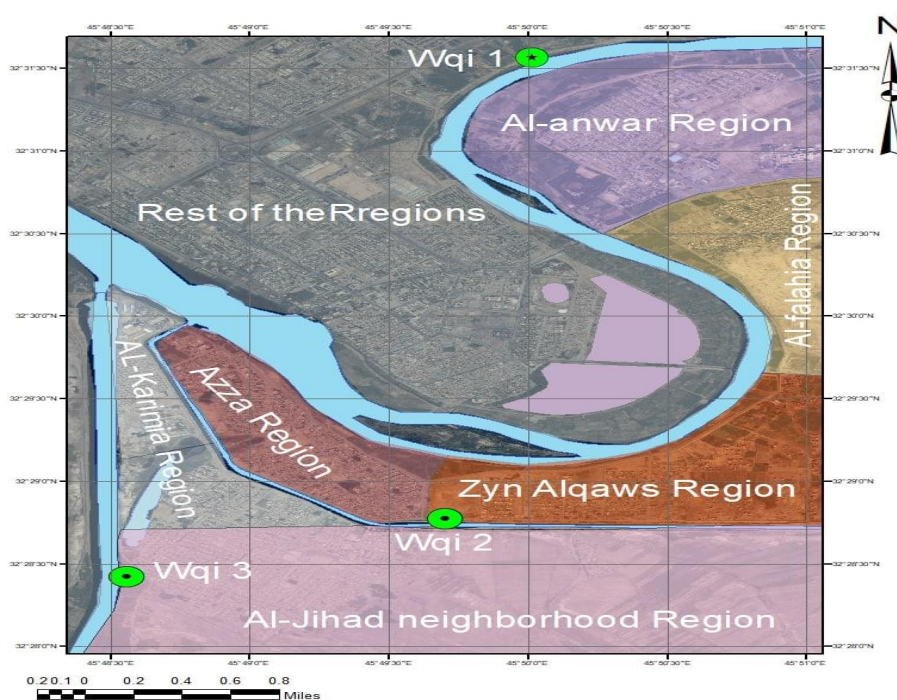 45°48'30"E 45°49'0"E 45°49'30"E 45°50'0"E 45°50'30"E 45°51'0"E
N
Wqi 1
32°31'30"N 32°31'30"N
Al-anwar Region
32°31'0"N 32°31'0"N
Rest of theRregions
Al-falahia Region
32°30'30"N 32°30'30"N
32°30'0"N 32°30'0"N
AL-Karimia Region
Azza Region
32°29'30"N 32°29'30"N
Zyn Alqaws Region
32°29'0"N 32°29'0"N
Wqi 2
Wqi 3
32°28'30"N 32°28'30"N
Al-Jihad neighborhood Region
32°28'0"N 32°28'0"N
45°48'30"E 45°49'0"E 45°49'30"E 45°50'0"E 45°50'30"E 45°51'0"E
0.2 0.1 0 0.2 0.4 0.6 0.8
Miles